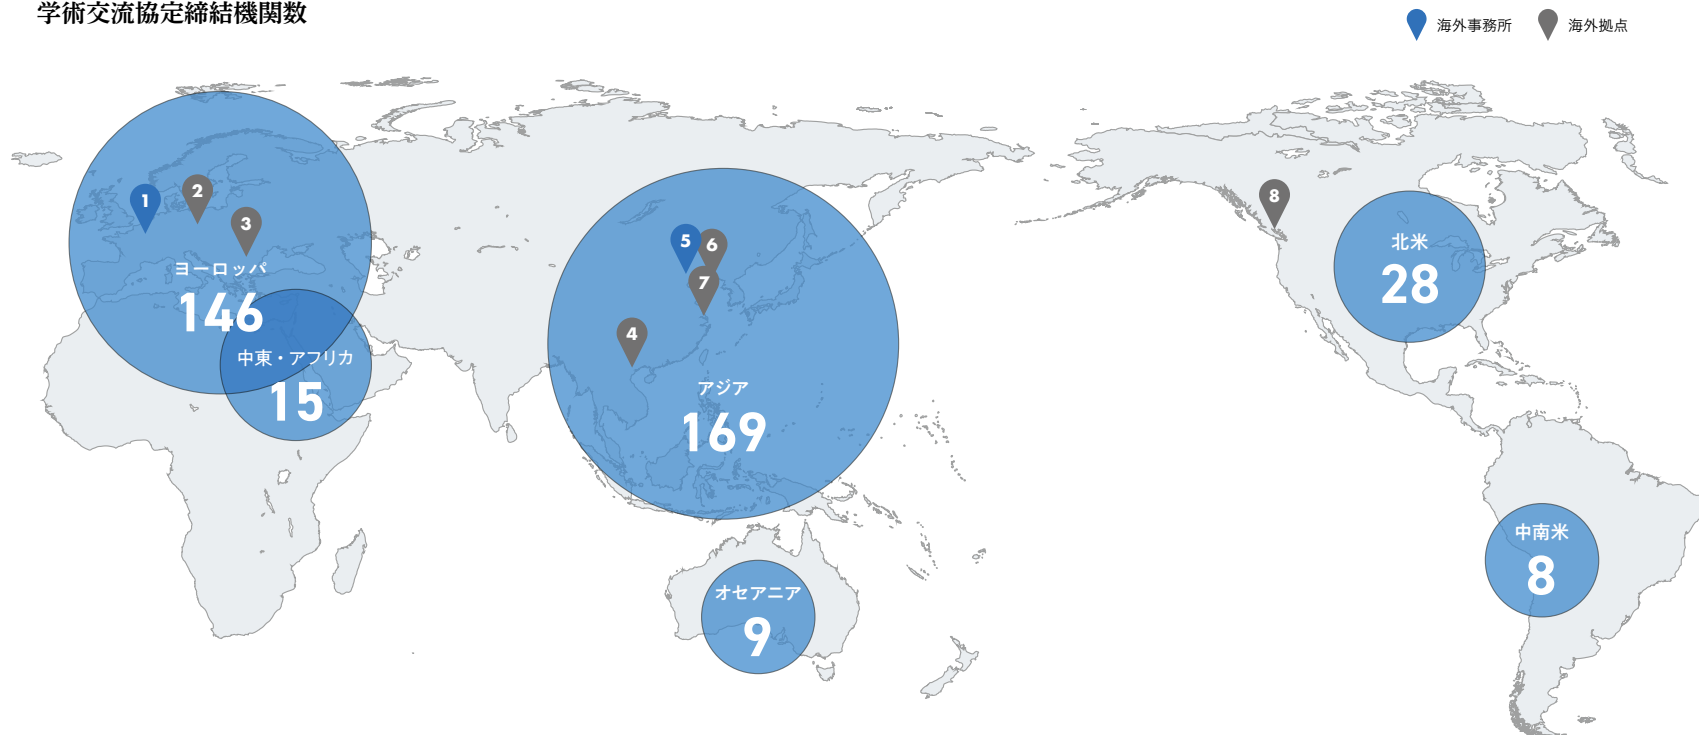 学術交流協定締結機関数
海外事務所
海外拠点
1
2
3
ヨーロッパ
146
中東・アフリカ
15
5
6
7
4
アジア
169
オセアニア
9
8
北米
28
中南米
8